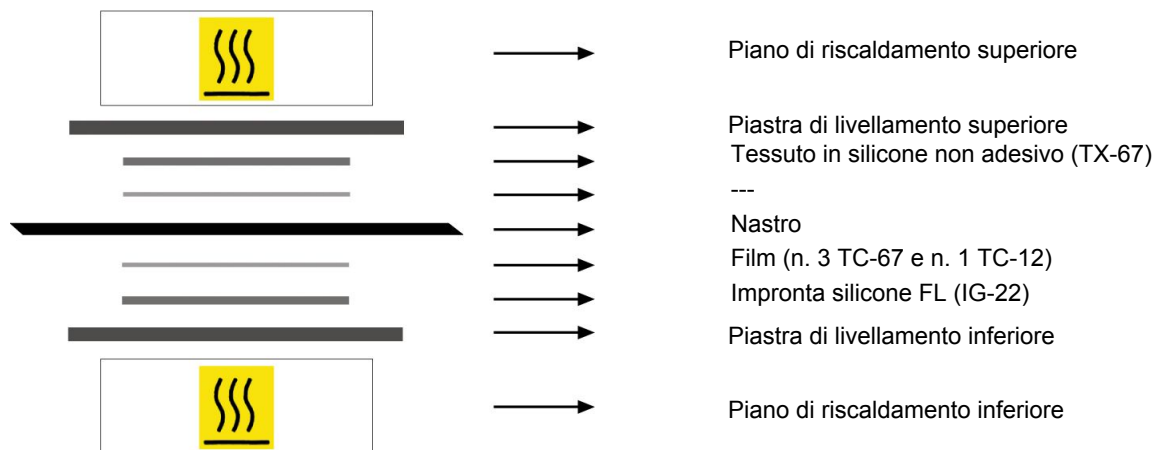 Piano di riscaldamento superiore
Piastra di livellamento superiore
Tessuto in silicone non adesivo (TX-67)
---
Nastro
Film (n. 3 TC-67 e n. 1 TC-12)
Impronta silicone FL (IG-22)
Piastra di livellamento inferiore
Piano di riscaldamento inferiore